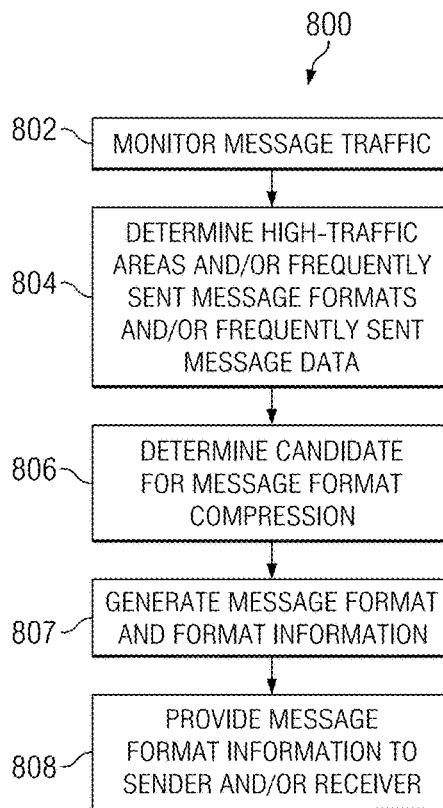 800
802
MONITOR MESSAGE TRAFFIC
804
DETERMINE HIGH-TRAFFIC
AREAS AND/OR FREQUENTLY
SENT MESSAGE FORMATS
AND/OR FREQUENTLY SENT
MESSAGE DATA
806
DETERMINE CANDIDATE
FOR MESSAGE FORMAT
COMPRESSION
807
GENERATE MESSAGE FORMAT
AND FORMAT INFORMATION
808
PROVIDE MESSAGE
FORMAT INFORMATION TO
SENDER AND/OR RECEIVER